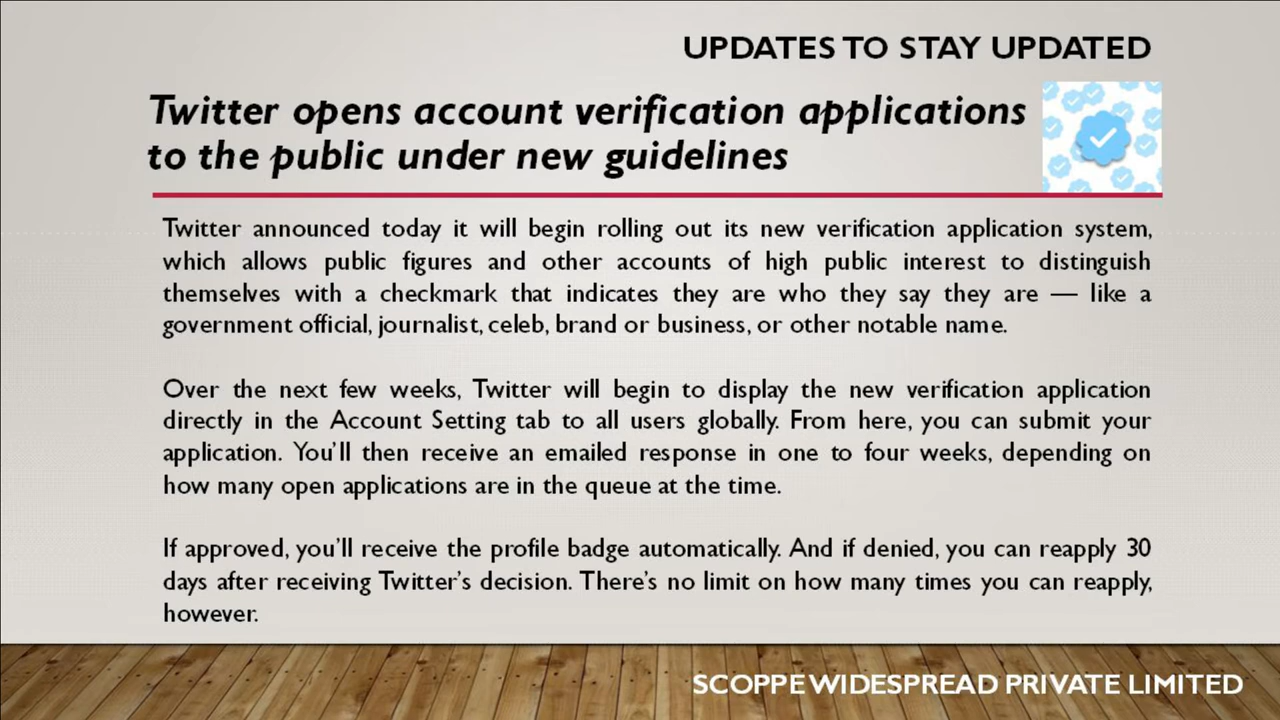 UPDATES TO STAY UPDATED
Twitter opens account verification applications
to the public under new guidelines
Twitter announced today it will begin rolling out its new verification application system,
which allows public figures and other accounts of high public interest to distinguish
themselves with a checkmark that indicates they are who they say they are — like a
government official, journalist, celeb, brand or business, or other notable name.
Over the next few weeks, Twitter will begin to display the new verification application
directly in the Account Setting tab to all users globally. From here, you can submit your
application. You’ll then receive an emailed response in one to four weeks, depending on
how many open applications are in the queue at the time.
If approved, you’ll receive the profile badge automatically. And if denied, you can reapply 30
days after receiving Twitter’s decision. There’s no limit on how many times you can reapply,
however.
SCOPPE WIDESPREAD PRIVATE LIMITED